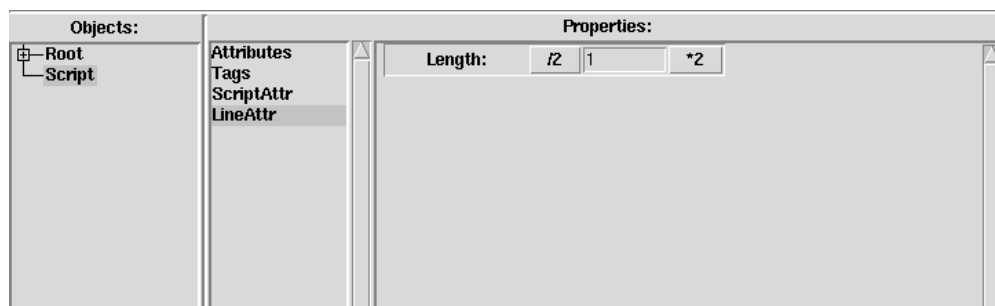 Objects:
Properties:
Root
Script
Attributes
Tags
ScriptAttr
LineAttr
Length: /2 1 *2